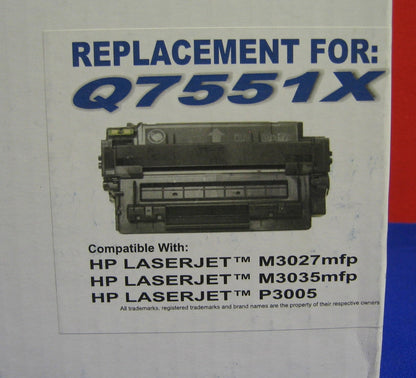 REPLACEMENT FOR:
Q7551X
Compatible With:
HP LASERJET™ M3027mfp
HP LASERJET™ M3035mfp
HP LASERJET™ P3005
All trademarks, registered trademarks and brand names are the property of their respective owners